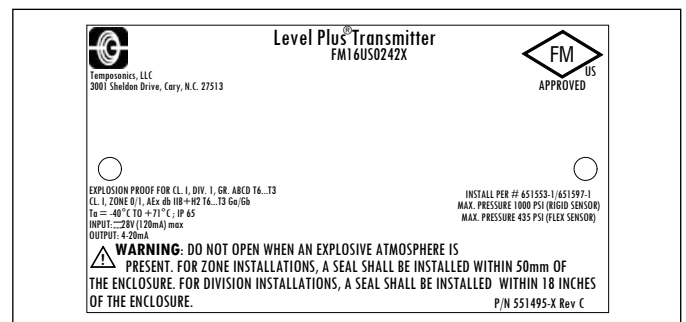 Level Plus® Transmitter
FM16US0242X
FM
US
APPROVED
Temposonics, LLC
3001 Sheldon Drive, Cary, N.C. 27513
EXPLOSION PROOF FOR CL. I, DIV. 1, GR. ABCD T6...T3
CL. I, ZONE 0/1, AEx db IIB+H2 T6...T3 Ga/Gb
Ta = -40°C TO +71°C ; IP 65
INPUT: ⎓28V (120mA) max
OUTPUT: 4-20mA
INSTALL PER # 651553-1/651597-1
MAX. PRESSURE 1000 PSI (RIGID SENSOR)
MAX. PRESSURE 435 PSI (FLEX SENSOR)
WARNING: DO NOT OPEN WHEN AN EXPLOSIVE ATMOSPHERE IS
PRESENT. FOR ZONE INSTALLATIONS, A SEAL SHALL BE INSTALLED WITHIN 50mm OF
THE ENCLOSURE. FOR DIVISION INSTALLATIONS, A SEAL SHALL BE INSTALLED WITHIN 18 INCHES
OF THE ENCLOSURE.
P/N 551495-X Rev C